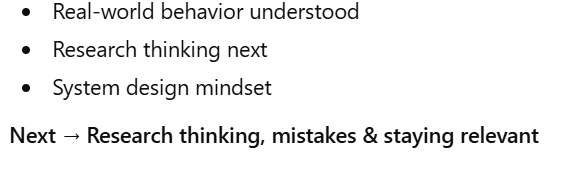 • Real-world behavior understood
• Research thinking next
• System design mindset
Next → Research thinking, mistakes & staying relevant